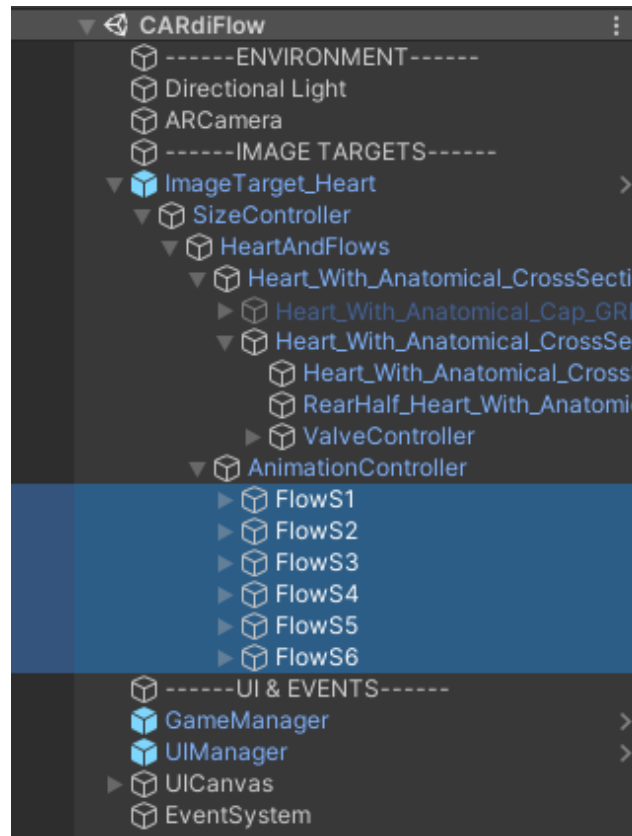 CARdiFlow
------ENVIRONMENT------
Directional Light
ARCamera
------IMAGE TARGETS------
ImageTarget_Heart
SizeController
HeartAndFlows
Heart_With_Anatomical_CrossSecti
Heart_With_Anatomical_Cap_GRI
Heart_With_Anatomical_CrossSe
Heart_With_Anatomical_Cross
RearHalf_Heart_With_Anatomi
ValveController
AnimationController
FlowS1
FlowS2
FlowS3
FlowS4
FlowS5
FlowS6
------UI & EVENTS------
GameManager
UIManager
UICanvas
EventSystem